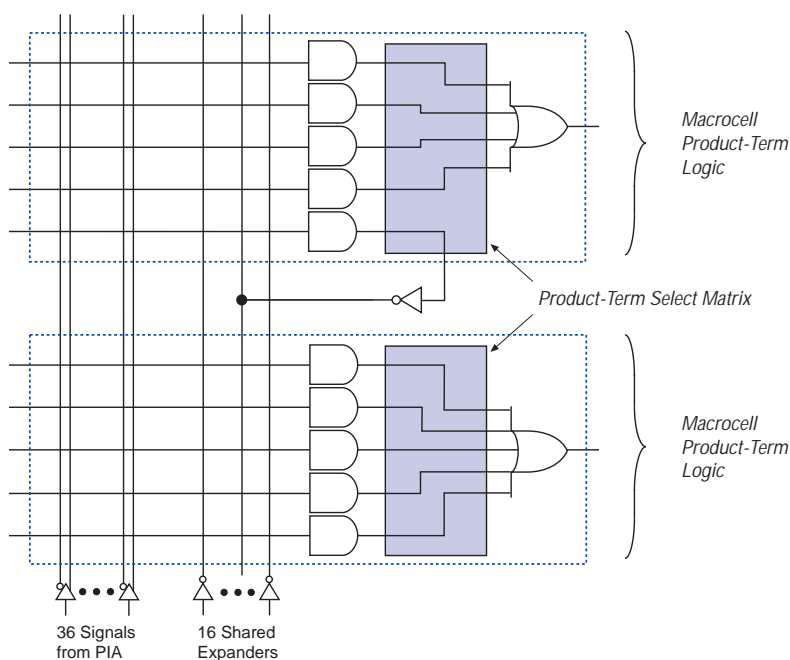 Macrocell
Product-Term
Logic
Product-Term Select Matrix
Macrocell
Product-Term
Logic
36 Signals
from PIA
16 Shared
Expanders